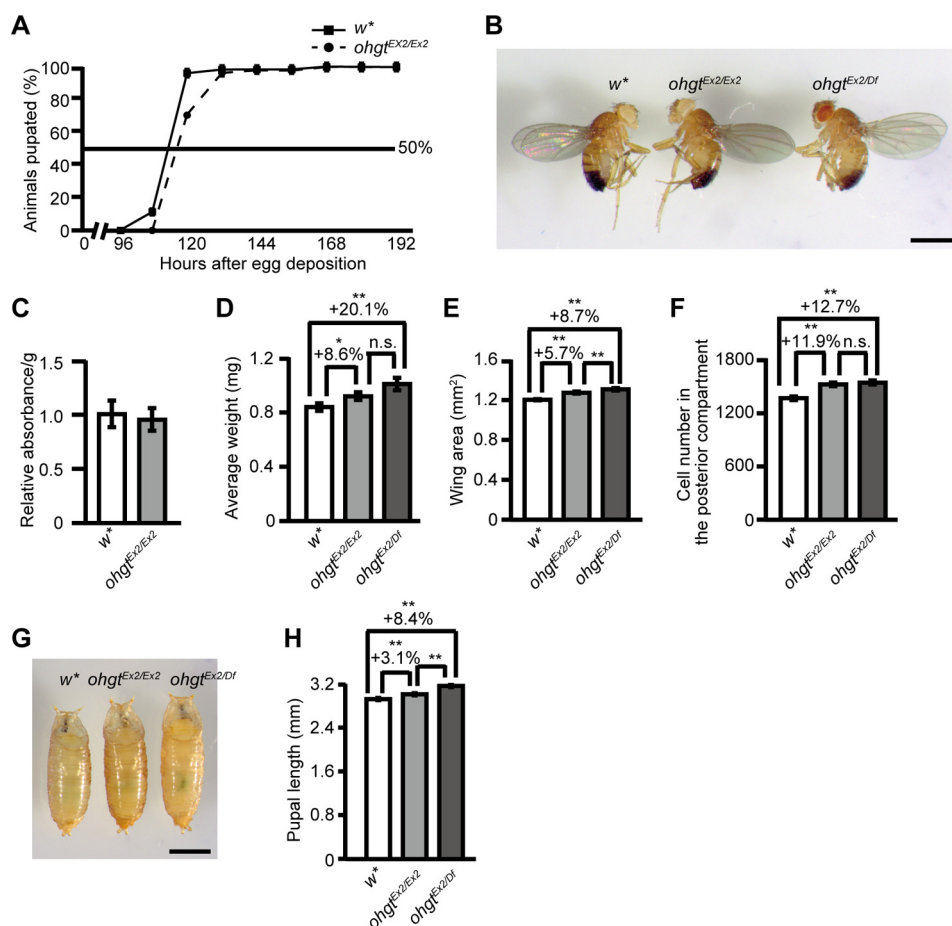 A
w*
ohgt^EX2/Ex2
Animals pupated (%)
100
80
60
40
20
0
50%
0 96 120 144 168 192
Hours after egg deposition
B
w* ohgt^Ex2/Ex2 ohgt^Ex2/Df
C
Relative absorbance/g
1.5
1.0
0.5
0
w*
ohgt^Ex2/Ex2
D
**
+20.1%
*
+8.6%
n.s.
Average weight (mg)
1.2
0.8
0.4
0
w*
ohgt^Ex2/Ex2
ohgt^Ex2/Df
E
**
+8.7%
**
+5.7% **
Wing area (mm²)
1.6
1.2
0.8
0.4
0
w*
ohgt^Ex2/Ex2
ohgt^Ex2/Df
F
**
+12.7%
**
+11.9% n.s.
Cell number in
the posterior compartment
1800
1200
600
0
w*
ohgt^Ex2/Ex2
ohgt^Ex2/Df
G
w* ohgt^Ex2/Ex2 ohgt^Ex2/Df
H
**
+8.4%
**
+3.1% **
Pupal length (mm)
3.2
2.4
1.6
0.8
0
w*
ohgt^Ex2/Ex2
ohgt^Ex2/Df